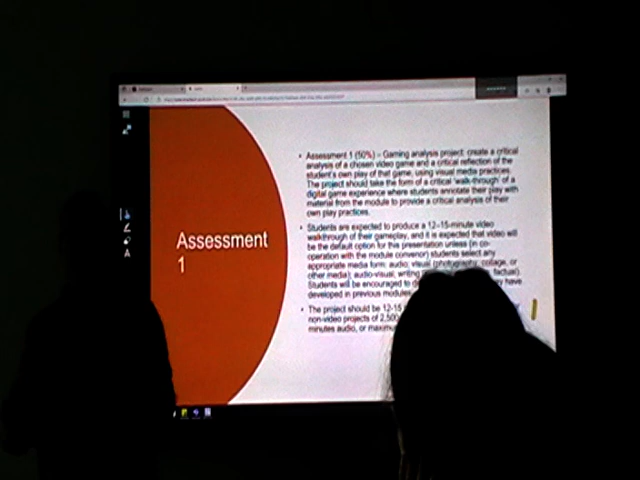 Assessment
1
• Assessment 1 (50%) – Gaming analysis project: create a critical
analysis of a chosen video game and a critical reflection of the
student's own play of that game, using visual media practices.
The project should take the form of a critical 'walk-through' of a
digital game experience where students annotate their play with
material from the module to provide a critical analysis of their
own play practices.
• Students are expected to produce a 12–15-minute video
walkthrough of their gameplay, and it is expected that video will
be the default option for this presentation unless (in co-
operation with the module convenor) students select any
appropriate media form: audio; visual (photography, collage, or
other media); audio-visual; writing factual).
Students will be encouraged to have
developed in previous modules
• The project should be 12-15
non-video projects of 2,500
minutes audio, or maximum